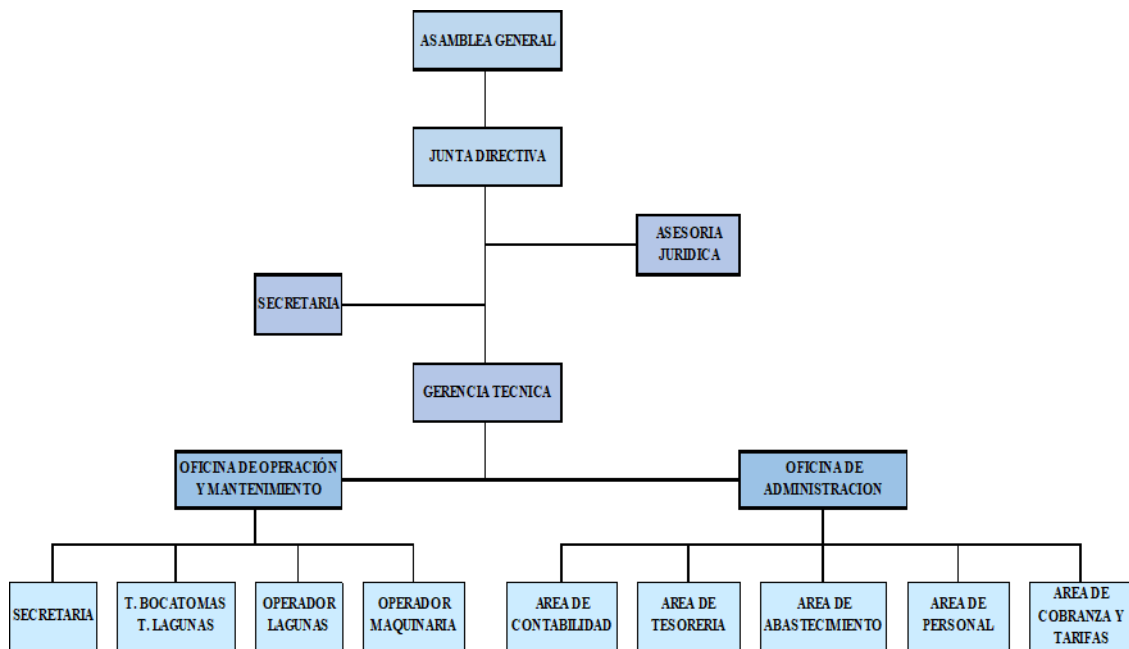 ASAMBLEA GENERAL
JUNTA DIRECTIVA
ASESORIA
JURIDICA
SECRETARIA
GERENCIA TECNICA
OFICINA DE OPERACIÓN
Y MANTENIMIENTO
OFICINA DE
ADMINISTRACION
SECRETARIA
T. BOCATOMAS
T. LAGUNAS
OPERADOR
LAGUNAS
OPERADOR
MAQUINARIA
AREA DE
CONTABILIDAD
AREA DE
TESORERIA
AREA DE
ABASTECIMIENTO
AREA DE
PERSONAL
AREA DE
COBRANZA Y
TARIFAS